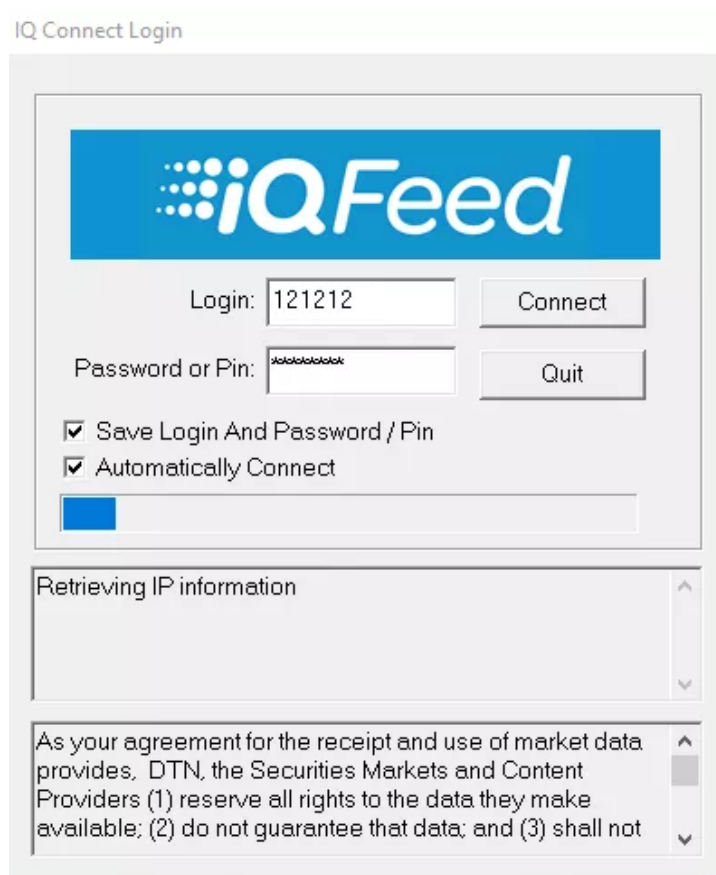 IQ Connect Login
iQFeed
Login: 121212 Connect
Password or Pin: ********* Quit
Save Login And Password / Pin
Automatically Connect
Retrieving IP information
As your agreement for the receipt and use of market data
provides, DTN, the Securities Markets and Content
Providers (1) reserve all rights to the data they make
available; (2) do not guarantee that data; and (3) shall not